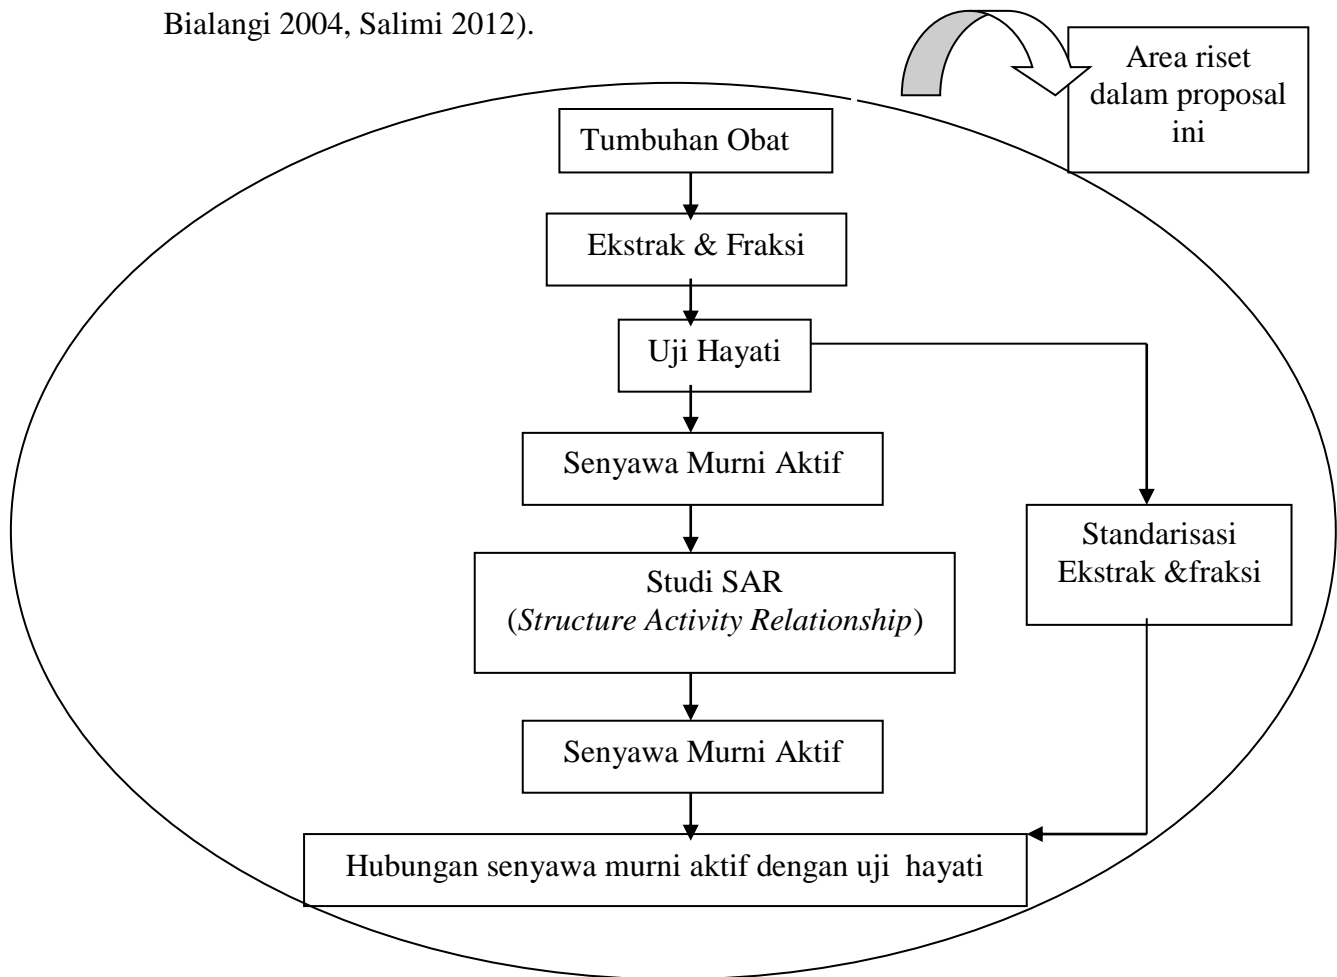 Bialangi 2004, Salimi 2012).
Area riset
dalam proposal
ini
Tumbuhan Obat
Ekstrak & Fraksi
Uji Hayati
Senyawa Murni Aktif
Standarisasi
Ekstrak &fraksi
Studi SAR
(Structure Activity Relationship)
Senyawa Murni Aktif
Hubungan senyawa murni aktif dengan uji  hayati